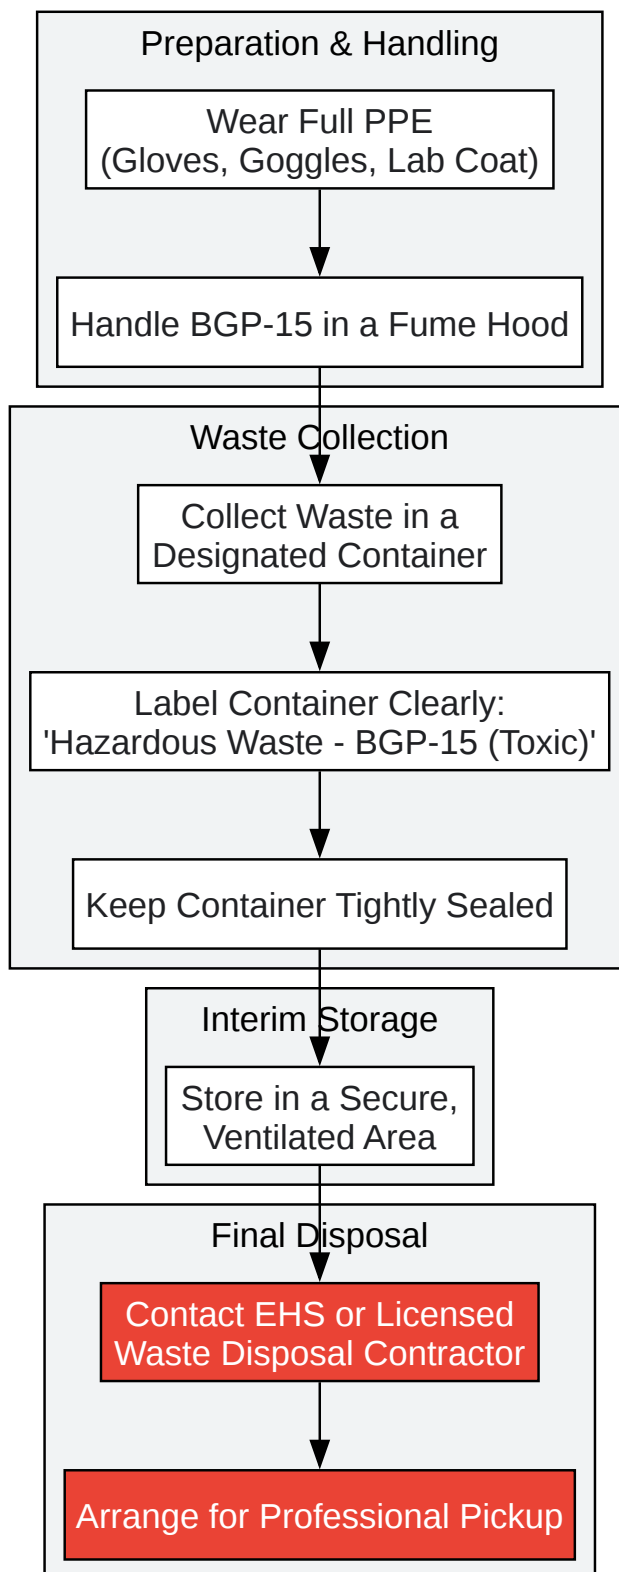 Preparation & Handling
Wear Full PPE
(Gloves, Goggles, Lab Coat)
Handle BGP-15 in a Fume Hood
Waste Collection
Collect Waste in a
Designated Container
Label Container Clearly:
'Hazardous Waste - BGP-15 (Toxic)'
Keep Container Tightly Sealed
Interim Storage
Store in a Secure,
Ventilated Area
Final Disposal
Contact EHS or Licensed
Waste Disposal Contractor
Arrange for Professional Pickup